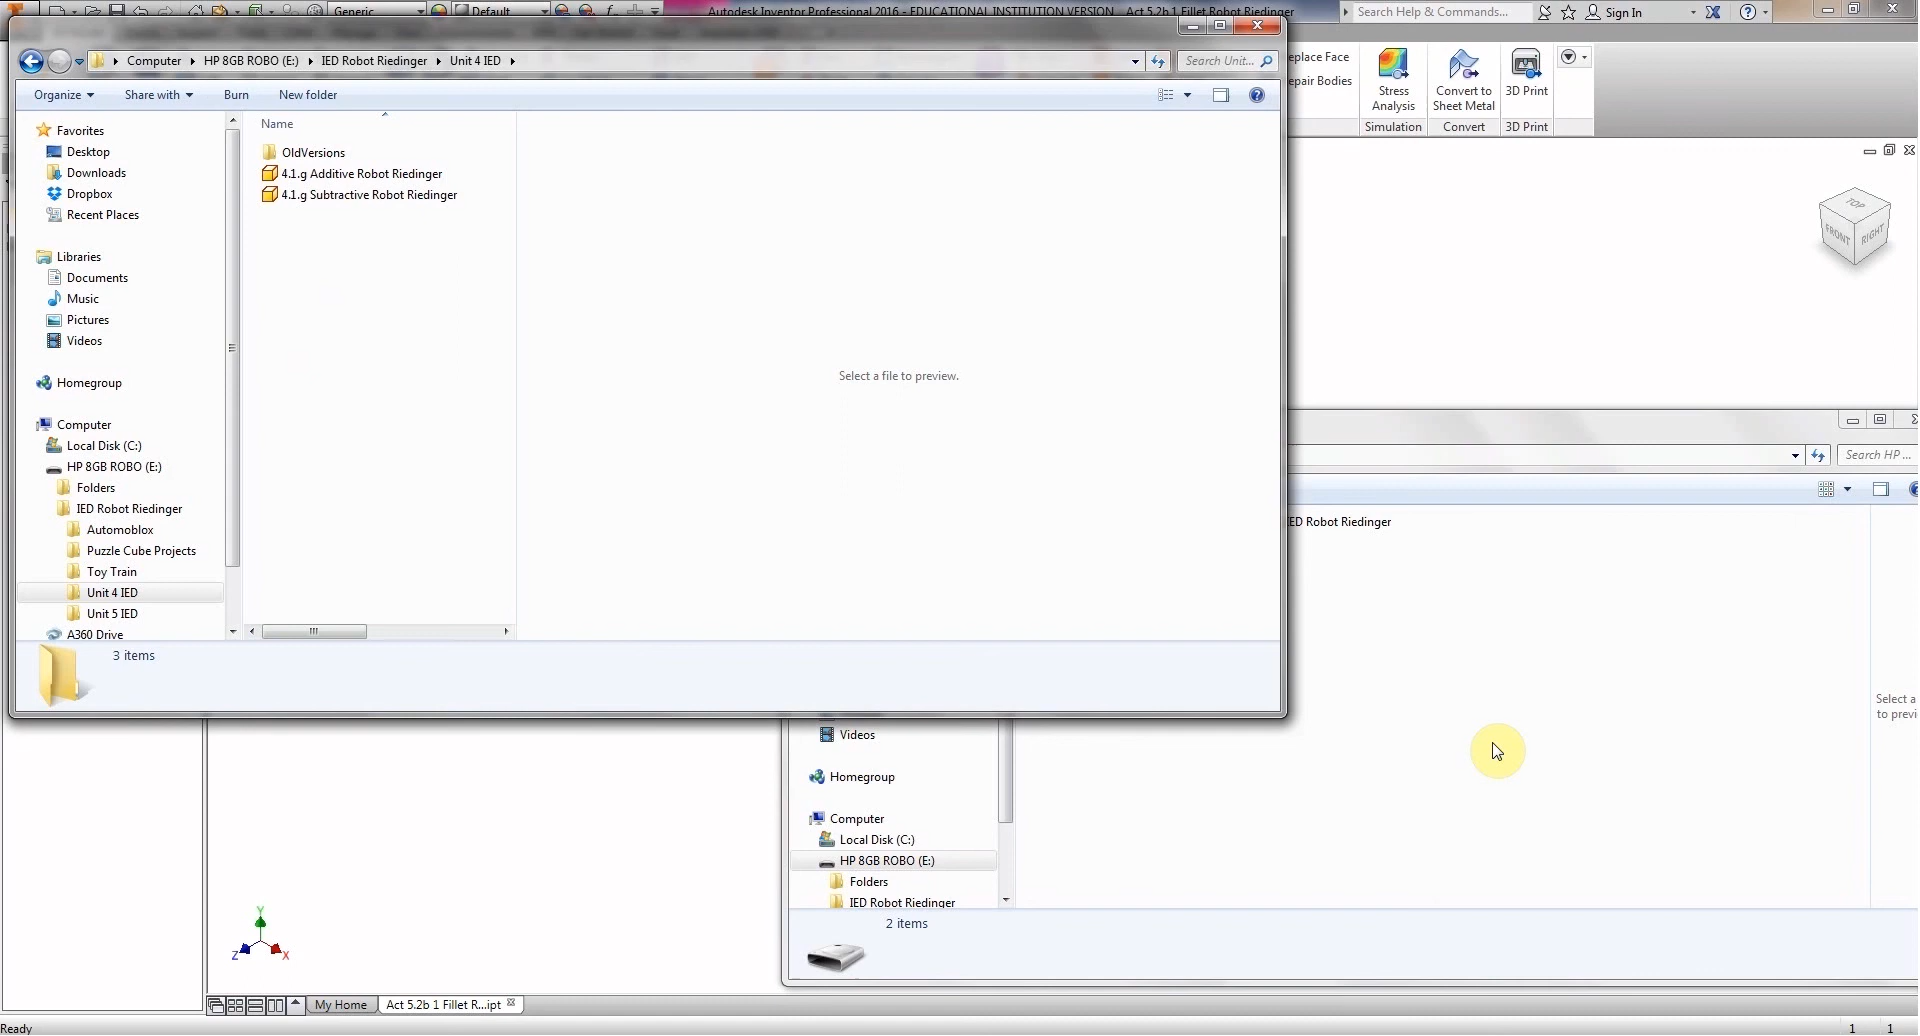 Generic
Default
Autodesk Inventor Professional 2016 - EDUCATIONAL INSTITUTION VERSION Act 5.2b 1 Fillet Robot Riedinger
Search Help & Commands...
Sign In
Computer
HP 8GB ROBO (E:)
IED Robot Riedinger
Unit 4 IED
Search Unit...
Organize
Share with
Burn
New folder
eplace Face
epair Bodies
Stress
Analysis
Convert to
Sheet Metal
3D Print
Simulation
Convert
3D Print
Favorites
Desktop
Downloads
Dropbox
Recent Places
Libraries
Documents
Music
Pictures
Videos
Homegroup
Computer
Local Disk (C:)
HP 8GB ROBO (E:)
Folders
IED Robot Riedinger
Automoblox
Puzzle Cube Projects
Toy Train
Unit 4 IED
Unit 5 IED
A360 Drive
Name
OldVersions
4.1.g Additive Robot Riedinger
4.1.g Subtractive Robot Riedinger
Select a file to preview.
3 items
TOP
FRONT
RIGHT
Search HP ...
IED Robot Riedinger
Select a
to previ
Videos
Homegroup
Computer
Local Disk (C:)
HP 8GB ROBO (E:)
Folders
IED Robot Riedinger
2 items
Y
Z
X
My Home
Act 5.2b 1 Fillet R...ipt
Ready
1
1